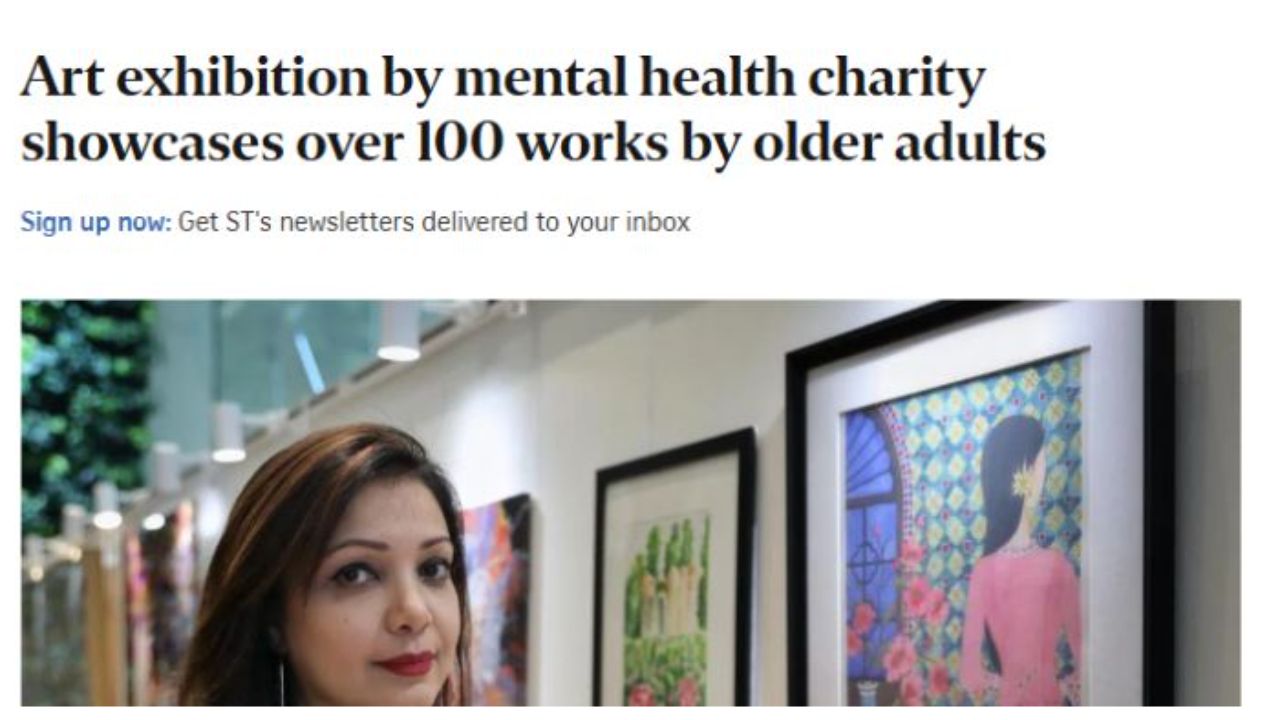 Art exhibition by mental health charity
showcases over 100 works by older adults
Sign up now: Get ST's newsletters delivered to your inbox